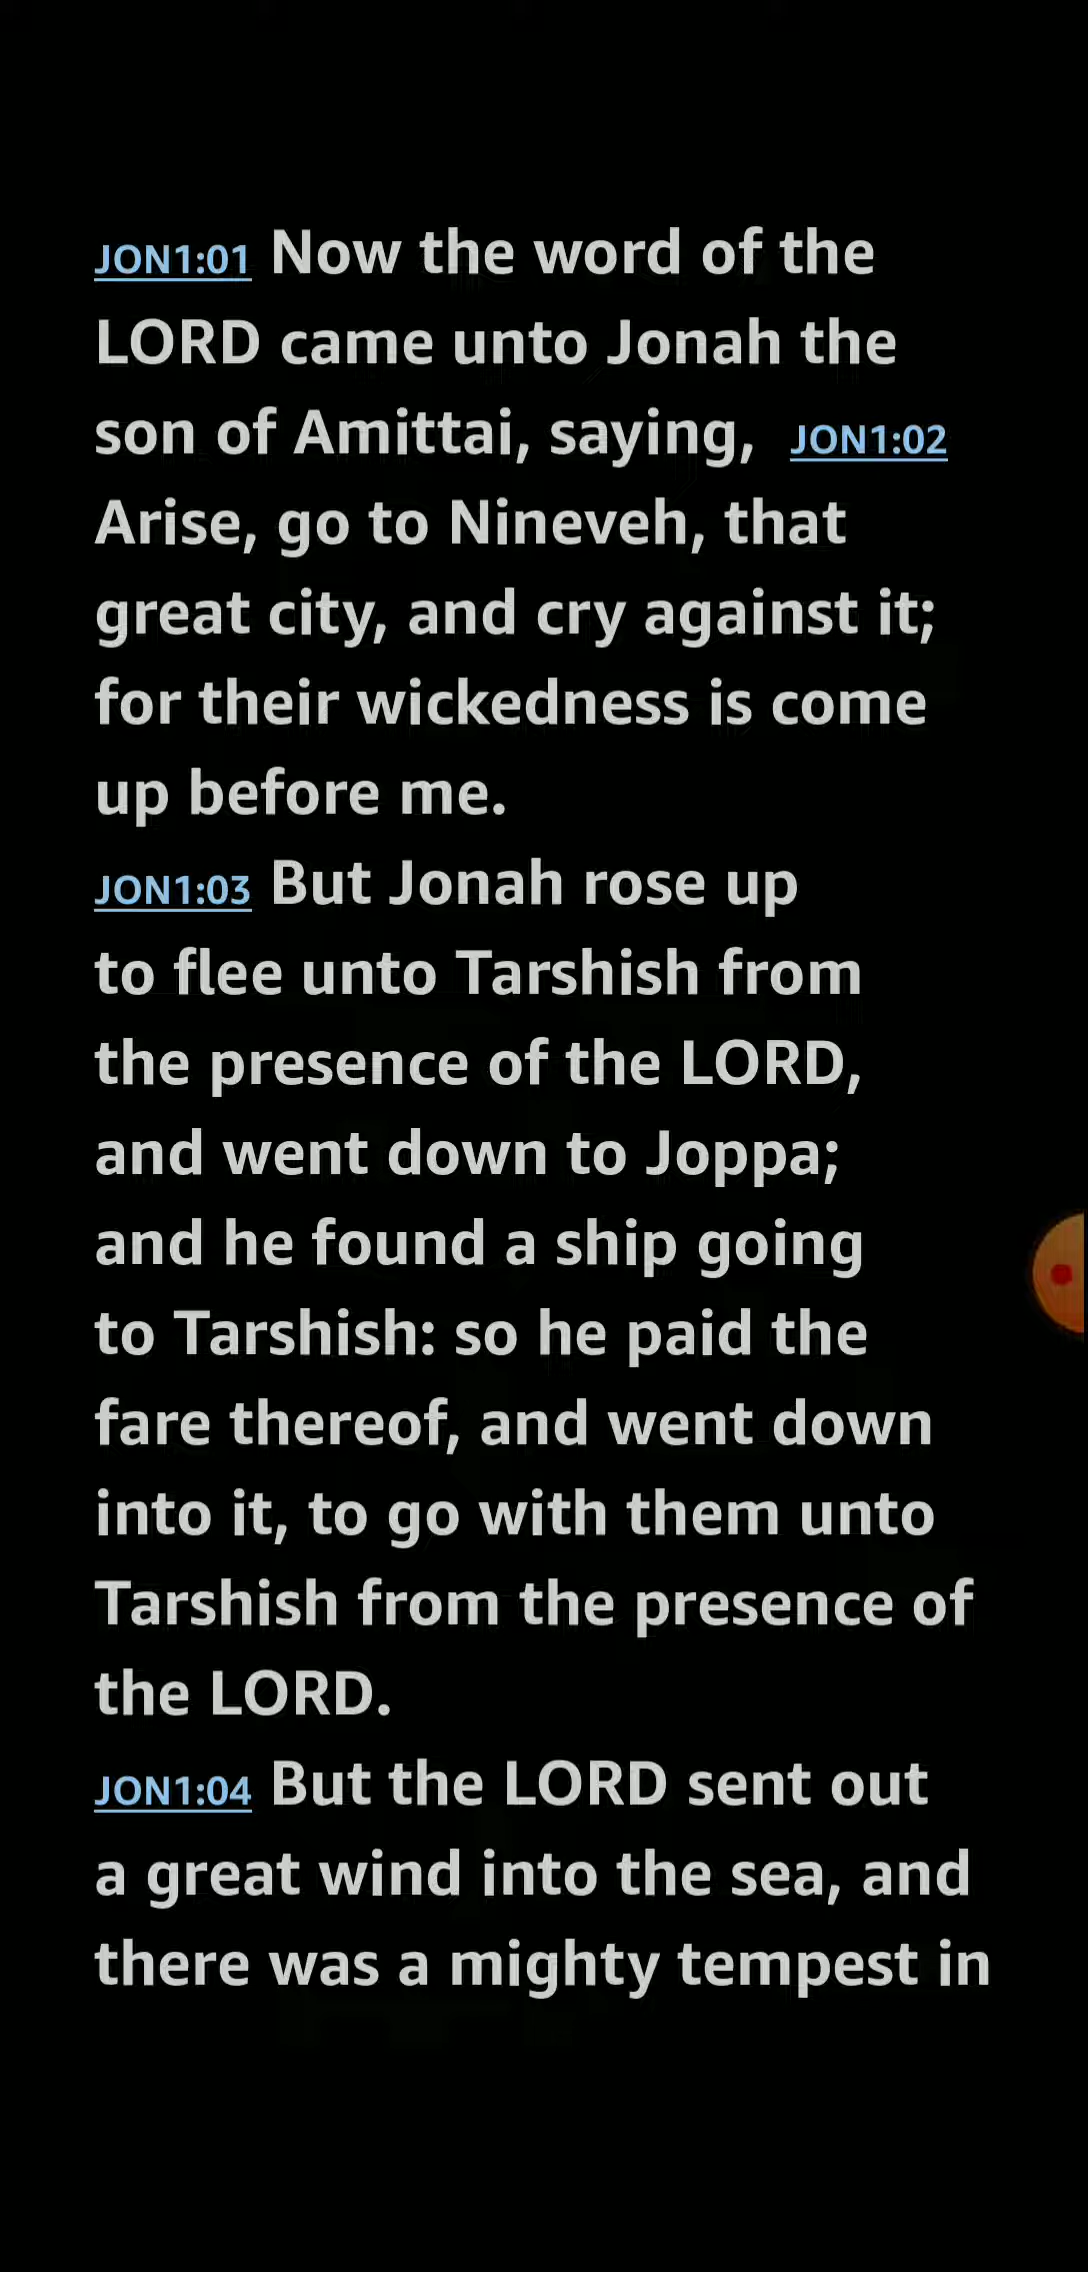 JON1:01 Now the word of the
LORD came unto Jonah the
son of Amittai, saying, JON1:02
Arise, go to Nineveh, that
great city, and cry against it;
for their wickedness is come
up before me.
JON1:03 But Jonah rose up
to flee unto Tarshish from
the presence of the LORD,
and went down to Joppa;
and he found a ship going
to Tarshish: so he paid the
fare thereof, and went down
into it, to go with them unto
Tarshish from the presence of
the LORD.
JON1:04 But the LORD sent out
a great wind into the sea, and
there was a mighty tempest in